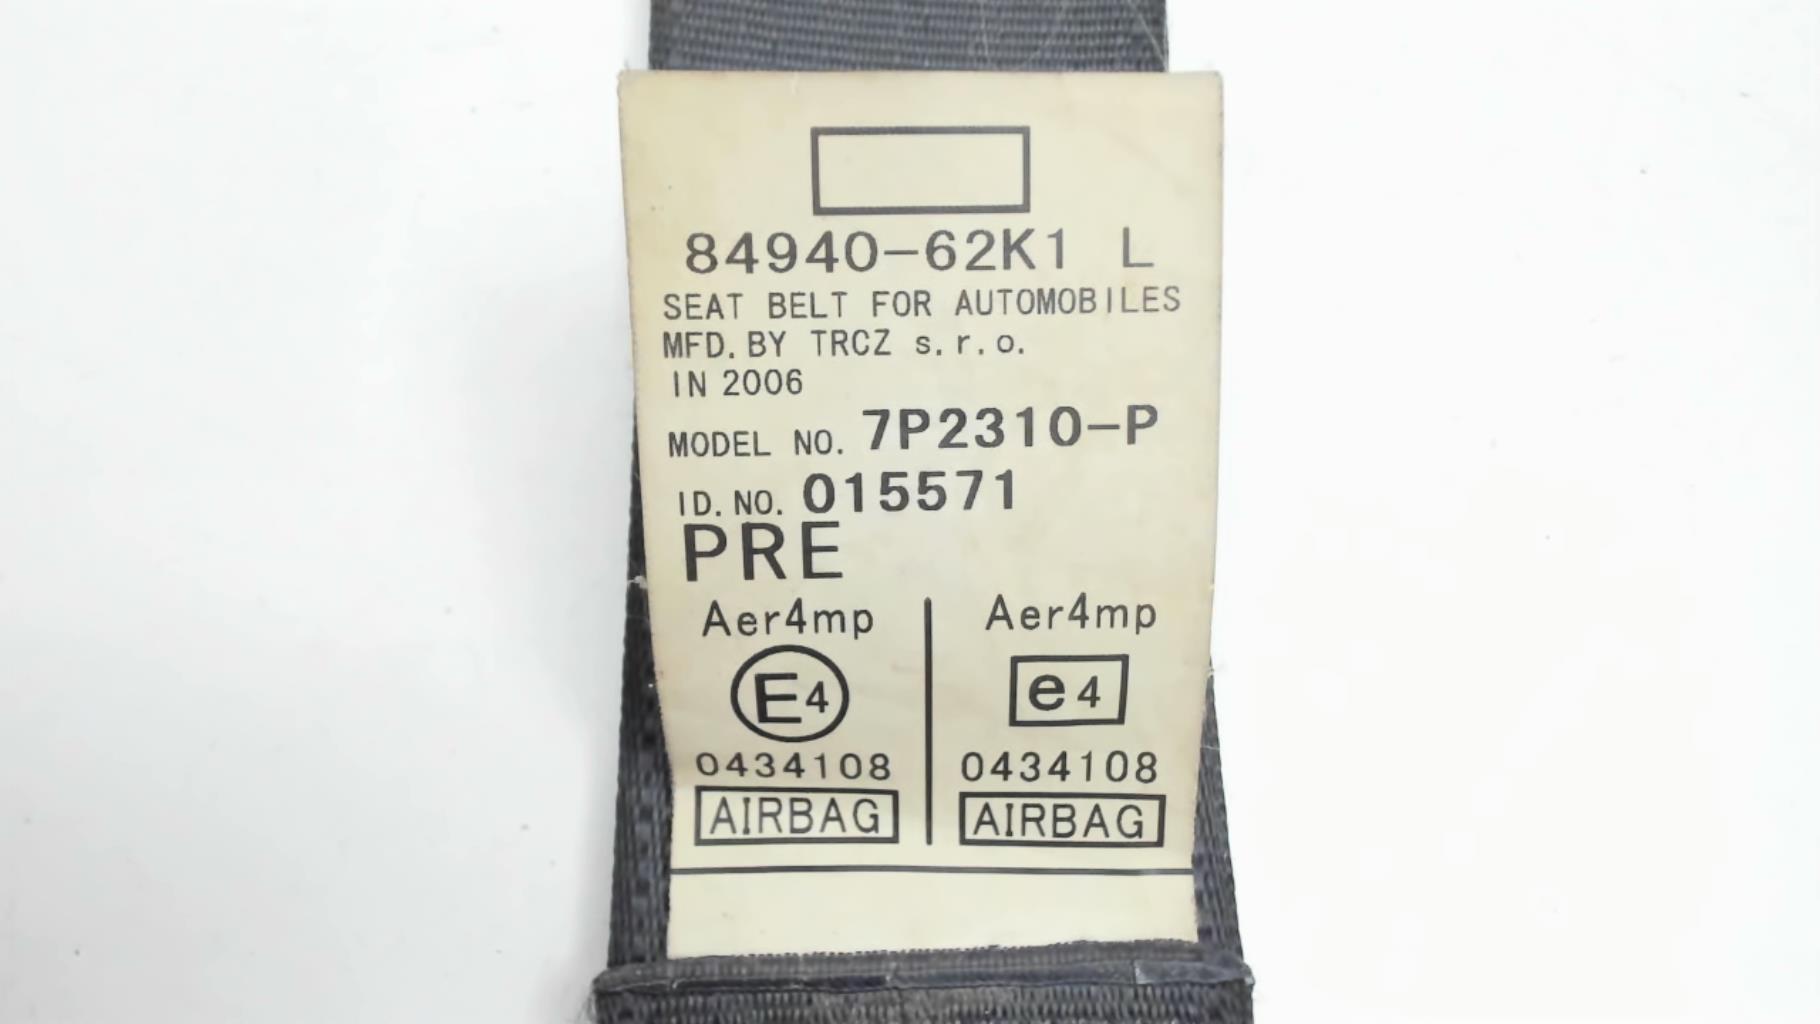 84940-62K1 L
SEAT BELT FOR AUTOMOBILES
MFD. BY TRCZ s.r.o.
IN 2006
MODEL NO. 7P2310-P
ID. NO. 015571
PRE
Aer4mp Aer4mp
E4 e4
0434108 0434108
AIRBAG AIRBAG